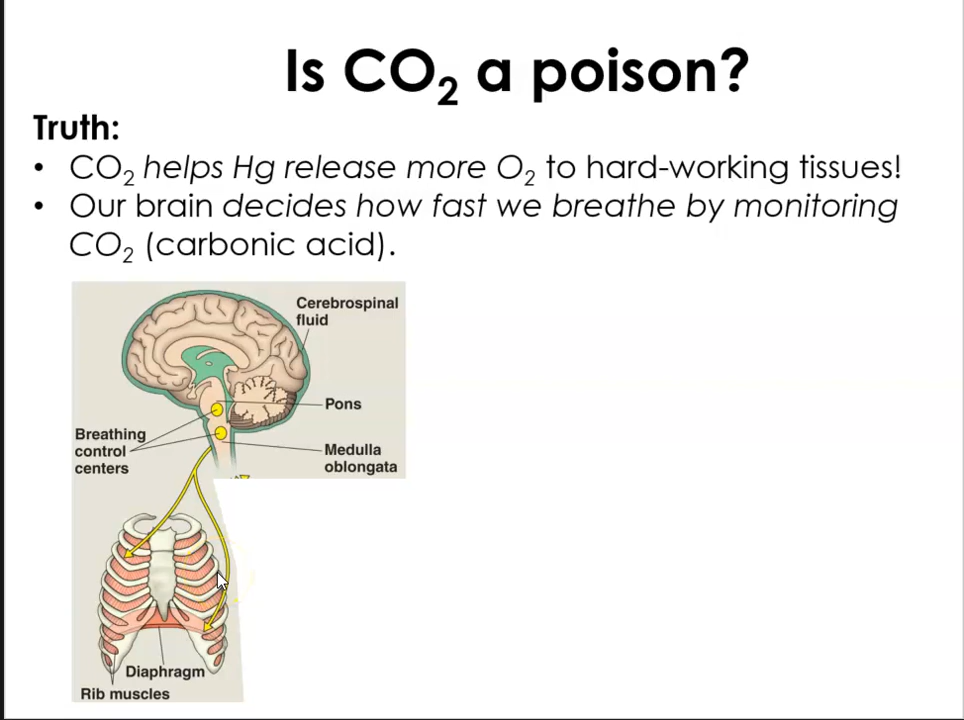 Is CO₂ a poison?
Truth:
• CO₂ helps Hg release more O₂ to hard-working tissues!
• Our brain decides how fast we breathe by monitoring
CO₂ (carbonic acid).
Cerebrospinal
fluid
Pons
Breathing
control
centers
Medulla
oblongata
Diaphragm
Rib muscles